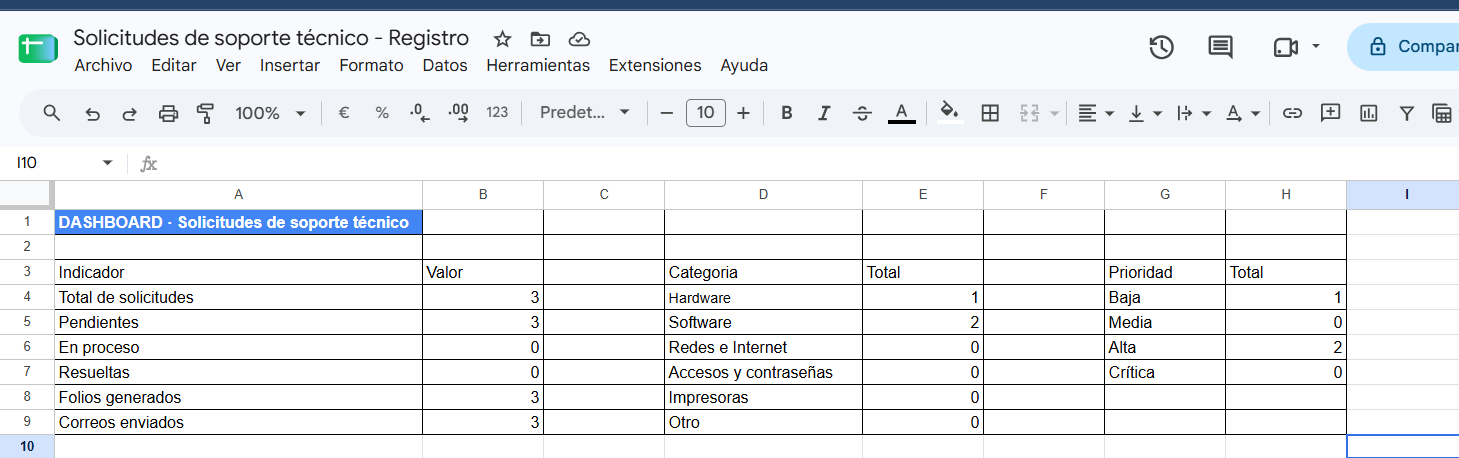 Solicitudes de soporte técnico - Registro
Archivo Editar Ver Insertar Formato Datos Herramientas Extensiones Ayuda
100% € % .0 .00 123 Predet... 10 B I A A
I10 fx
A B C D E F G H I
1 DASHBOARD - Solicitudes de soporte técnico
2
3 Indicador Valor Categoria Total Prioridad Total
4 Total de solicitudes 3 Hardware 1 Baja 1
5 Pendientes 3 Software 2 Media 0
6 En proceso 0 Redes e Internet 0 Alta 2
7 Resueltas 0 Accesos y contraseñas 0 Crítica 0
8 Folios generados 3 Impresoras 0
9 Correos enviados 3 Otro 0
10